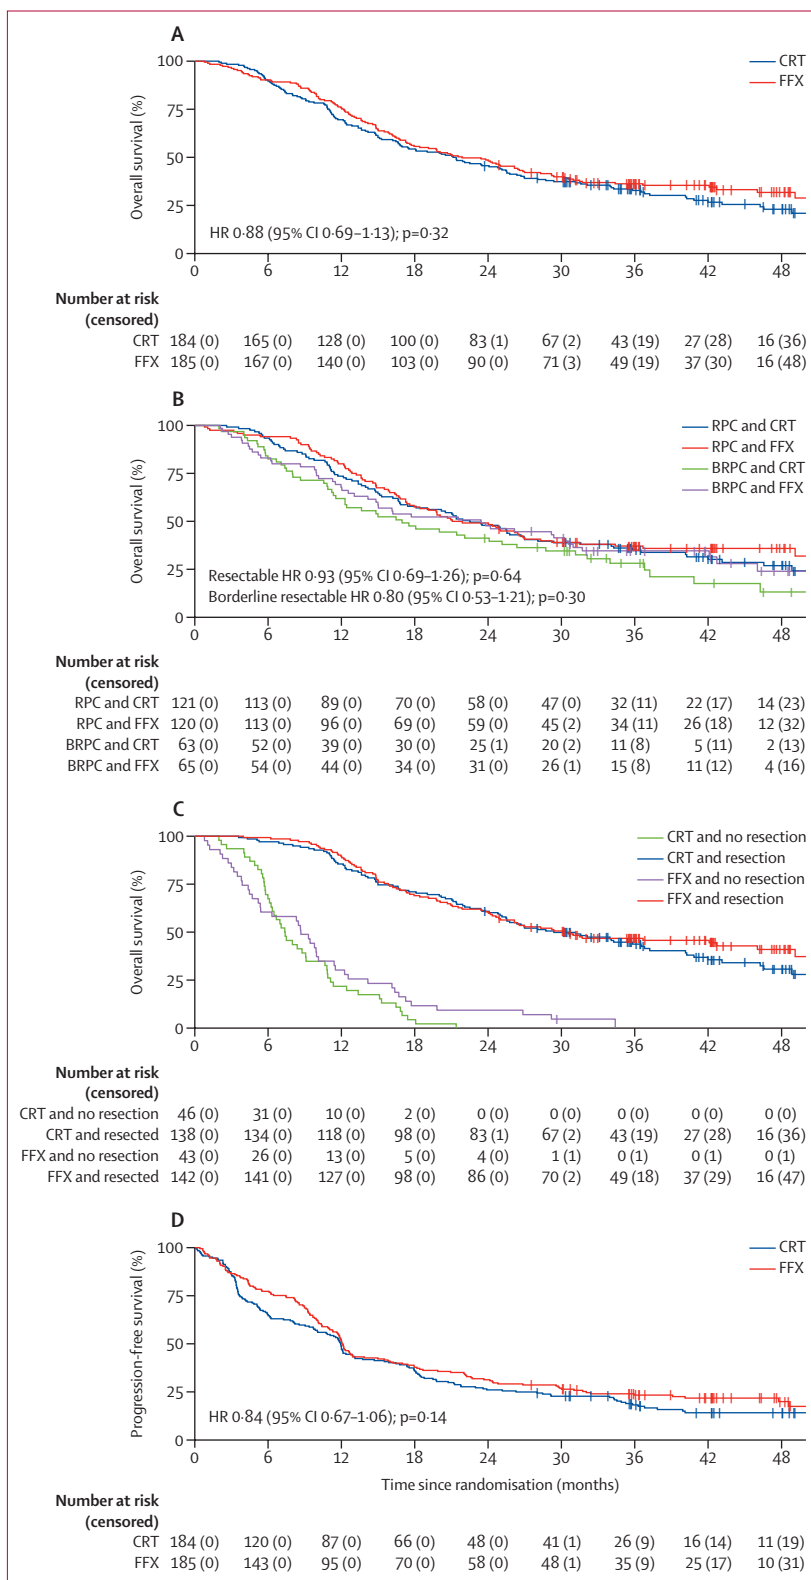 A
CRT
FFX
Overall survival (%)
100
75
50
25
0
HR 0·88 (95% CI 0·69–1·13); p=0·32
0 6 12 18 24 30 36 42 48
Number at risk
(censored)
CRT 184 (0) 165 (0) 128 (0) 100 (0) 83 (1) 67 (2) 43 (19) 27 (28) 16 (36)
FFX 185 (0) 167 (0) 140 (0) 103 (0) 90 (0) 71 (3) 49 (19) 37 (30) 16 (48)
B
RPC and CRT
RPC and FFX
BRPC and CRT
BRPC and FFX
Overall survival (%)
100
75
50
25
0
Resectable HR 0·93 (95% CI 0·69–1·26); p=0·64
Borderline resectable HR 0·80 (95% CI 0·53–1·21); p=0·30
0 6 12 18 24 30 36 42 48
Number at risk
(censored)
RPC and CRT 121 (0) 113 (0) 89 (0) 70 (0) 58 (0) 47 (0) 32 (11) 22 (17) 14 (23)
RPC and FFX 120 (0) 113 (0) 96 (0) 69 (0) 59 (0) 45 (2) 34 (11) 26 (18) 12 (32)
BRPC and CRT 63 (0) 52 (0) 39 (0) 30 (0) 25 (1) 20 (2) 11 (8) 5 (11) 2 (13)
BRPC and FFX 65 (0) 54 (0) 44 (0) 34 (0) 31 (0) 26 (1) 15 (8) 11 (12) 4 (16)
C
CRT and no resection
CRT and resection
FFX and no resection
FFX and resection
Overall survival (%)
100
75
50
25
0
0 6 12 18 24 30 36 42 48
Number at risk
(censored)
CRT and no resection 46 (0) 31 (0) 10 (0) 2 (0) 0 (0) 0 (0) 0 (0) 0 (0) 0 (0)
CRT and resected 138 (0) 134 (0) 118 (0) 98 (0) 83 (1) 67 (2) 43 (19) 27 (28) 16 (36)
FFX and no resection 43 (0) 26 (0) 13 (0) 5 (0) 4 (0) 1 (1) 0 (1) 0 (1) 0 (1)
FFX and resected 142 (0) 141 (0) 127 (0) 98 (0) 86 (0) 70 (2) 49 (18) 37 (29) 16 (47)
D
CRT
FFX
Progression-free survival (%)
100
75
50
25
0
HR 0·84 (95% CI 0·67–1·06); p=0·14
0 6 12 18 24 30 36 42 48
Time since randomisation (months)
Number at risk
(censored)
CRT 184 (0) 120 (0) 87 (0) 66 (0) 48 (0) 41 (1) 26 (9) 16 (14) 11 (19)
FFX 185 (0) 143 (0) 95 (0) 70 (0) 58 (0) 48 (1) 35 (9) 25 (17) 10 (31)